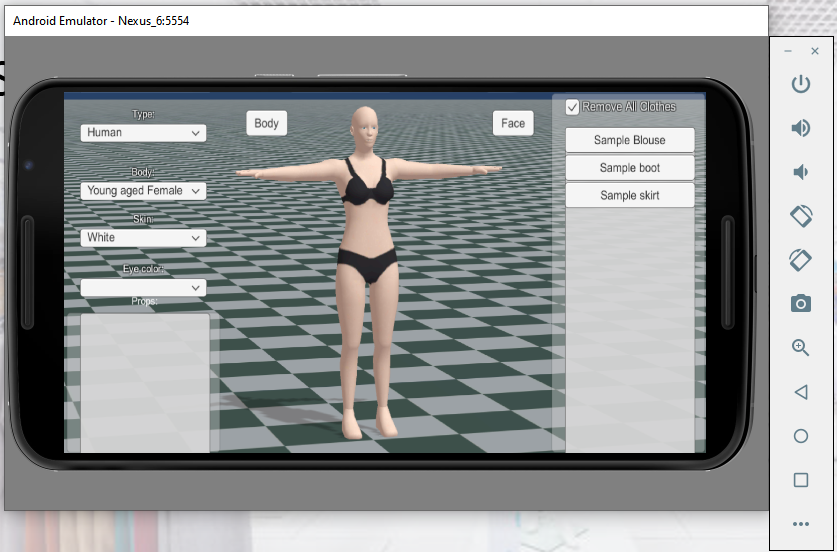 Android Emulator - Nexus_6:5554
Type:
Human
Body:
Young aged Female
Skin:
White
Eye color:
Props:
Body
Face
Remove All Clothes
Sample Blouse
Sample boot
Sample skirt